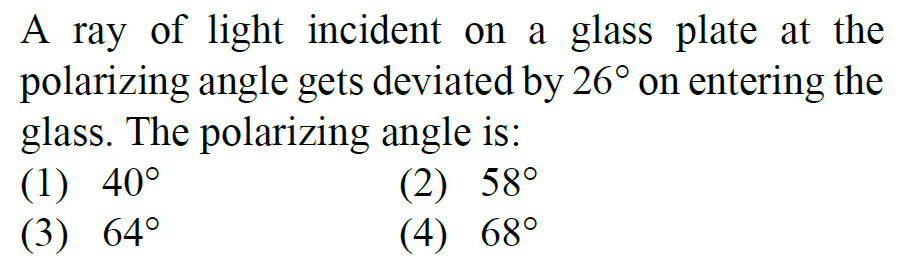 A ray of light incident on a glass plate at the
polarizing angle gets deviated by 26° on entering the
glass. The polarizing angle is:
(1) 40° (2) 58°
(3) 64° (4) 68°